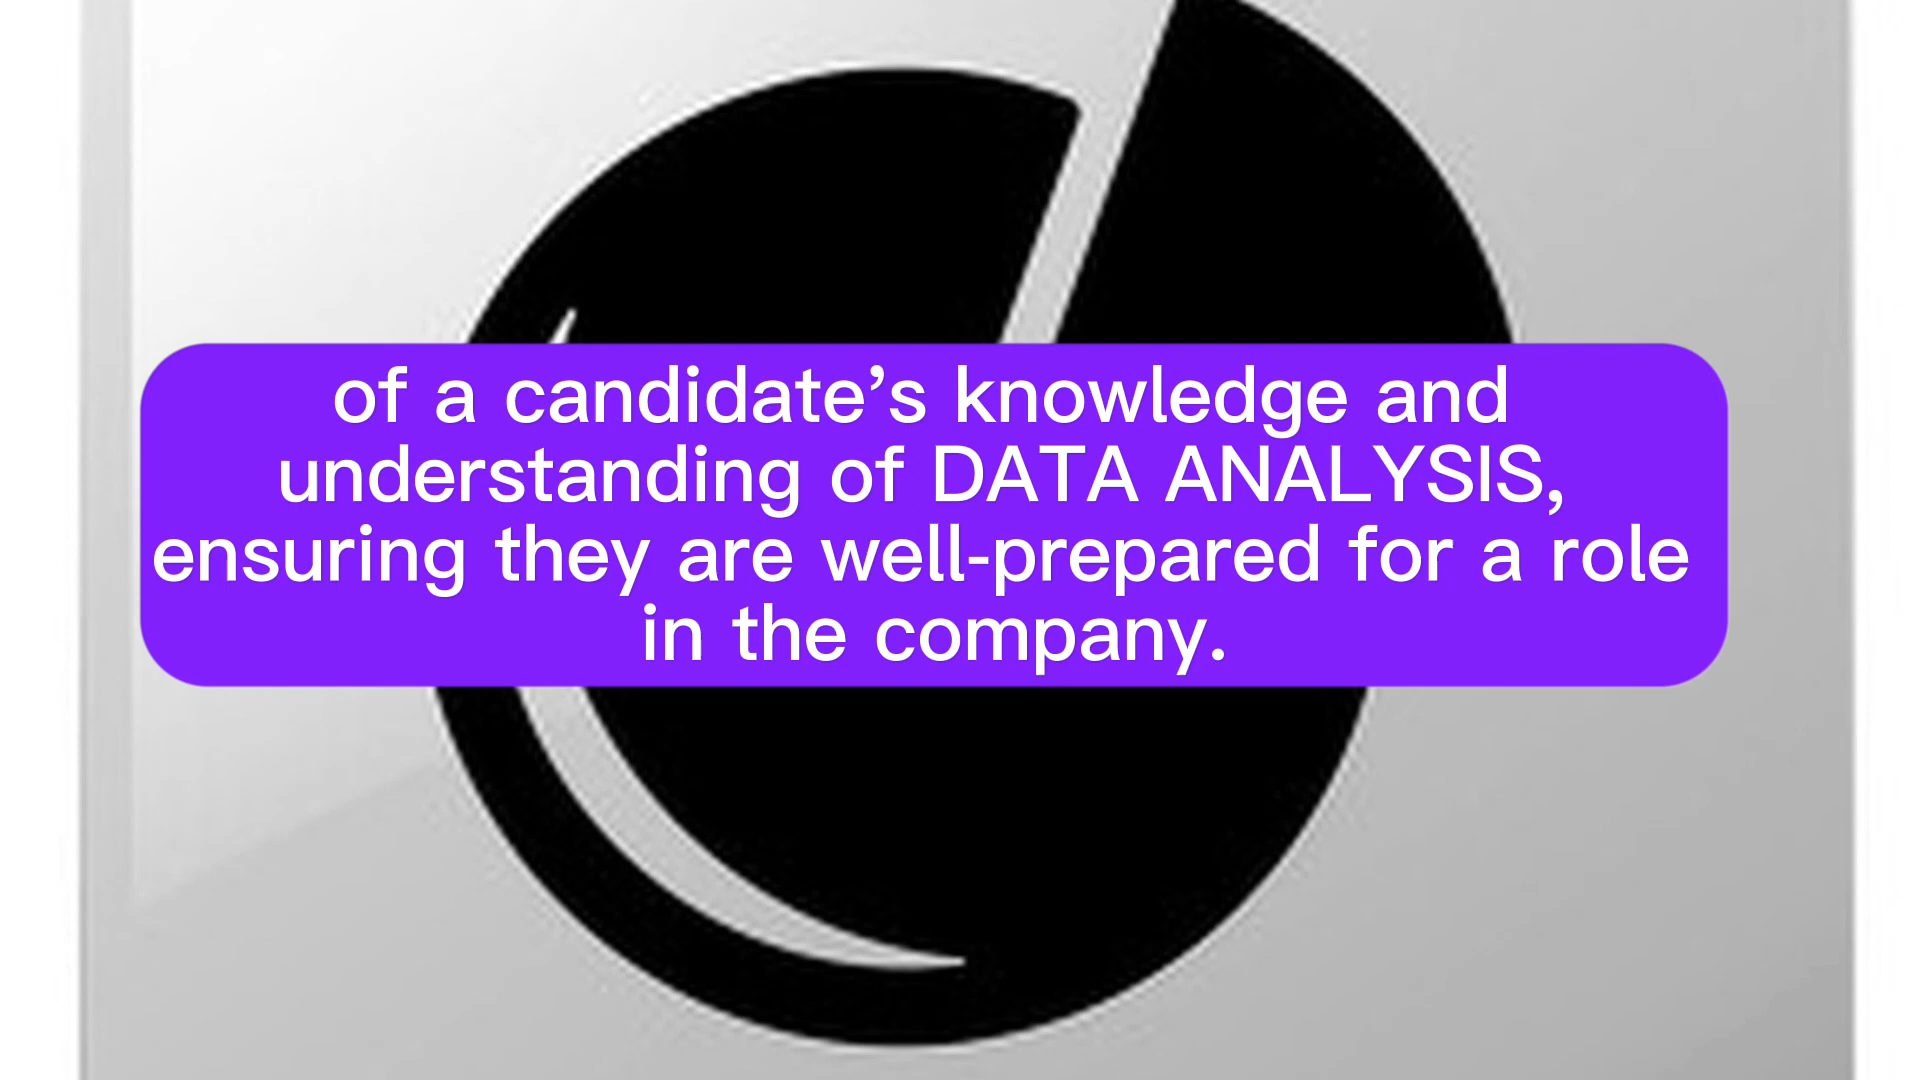 of a candidate’s knowledge and
understanding of DATA ANALYSIS,
ensuring they are well-prepared for a role
in the company.